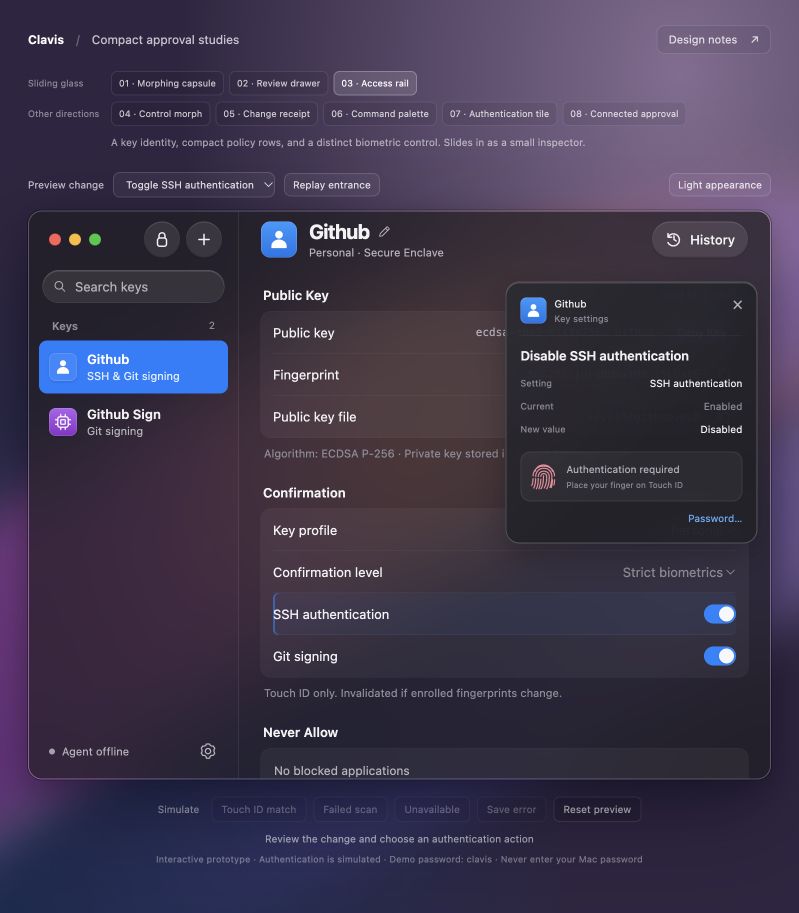 Clavis / Compact approval studies
Design notes
Sliding glass
01 · Morphing capsule
02 · Review drawer
03 · Access rail
Other directions
04 · Control morph
05 · Change receipt
06 · Command palette
07 · Authentication tile
08 · Connected approval
A key identity, compact policy rows, and a distinct biometric control. Slides in as a small inspector.
Preview change
Toggle SSH authentication
Replay entrance
Light appearance
Search keys
Keys 2
Github
SSH & Git signing
Github Sign
Git signing
Agent offline
Github
Personal · Secure Enclave
History
Public Key
Public key ecdsa
Fingerprint
Public key file
Algorithm: ECDSA P-256 · Private key stored i
Confirmation
Key profile
Confirmation level Strict biometrics
SSH authentication
Git signing
Touch ID only. Invalidated if enrolled fingerprints change.
Never Allow
No blocked applications
Github
Key settings
Disable SSH authentication
Setting SSH authentication
Current Enabled
New value Disabled
Authentication required
Place your finger on Touch ID
Password...
Simulate
Touch ID match
Failed scan
Unavailable
Save error
Reset preview
Review the change and choose an authentication action
Interactive prototype · Authentication is simulated · Demo password: clavis · Never enter your Mac password